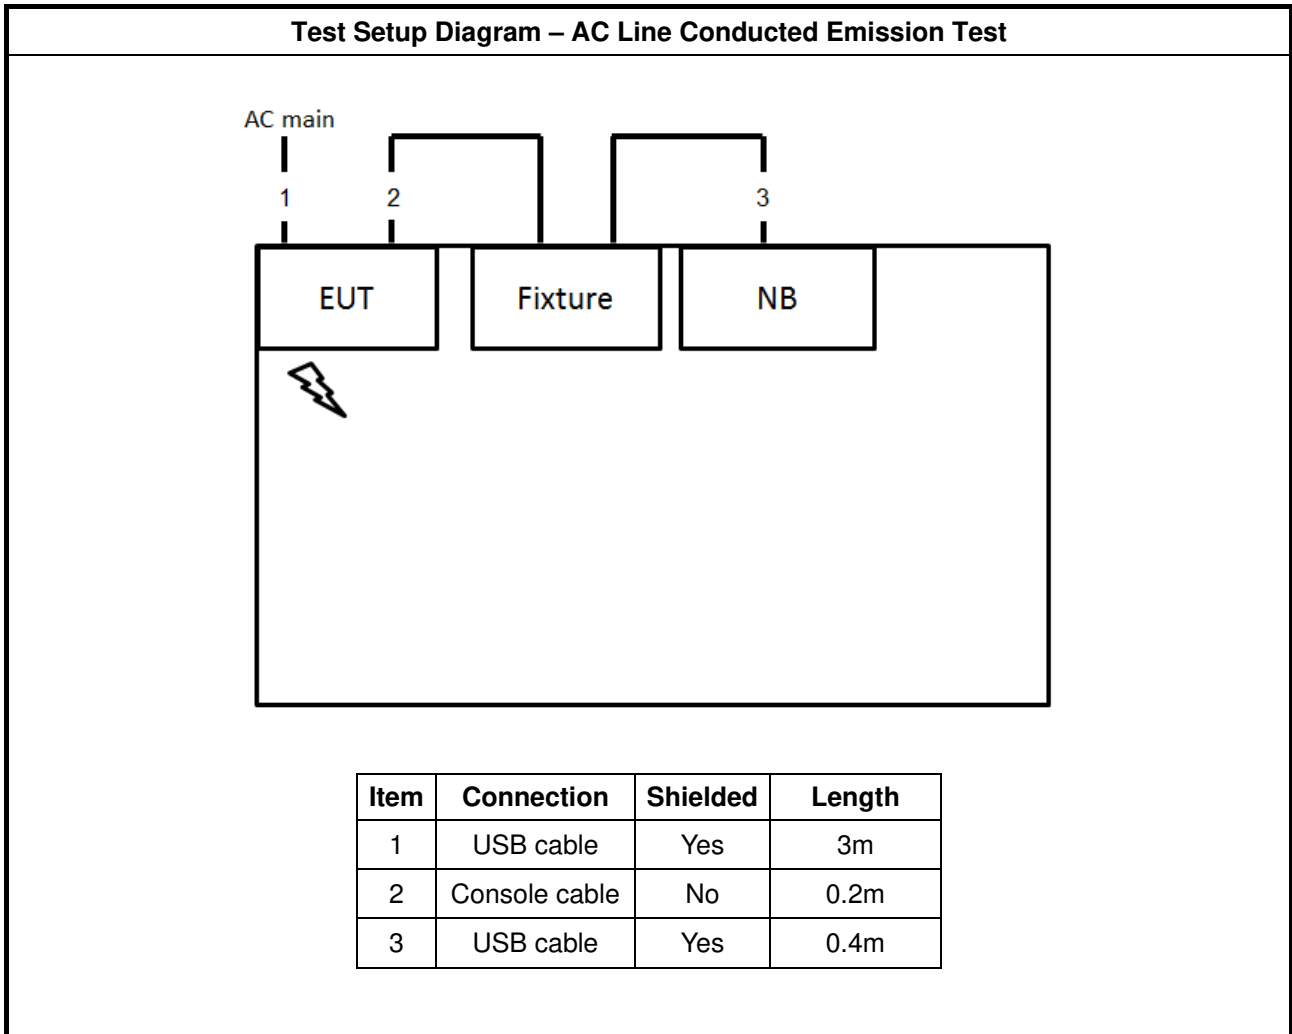 Test Setup Diagram – AC Line Conducted Emission Test
AC main
1 2 3
EUT Fixture NB
Item Connection Shielded Length
1 USB cable Yes 3m
2 Console cable No 0.2m
3 USB cable Yes 0.4m